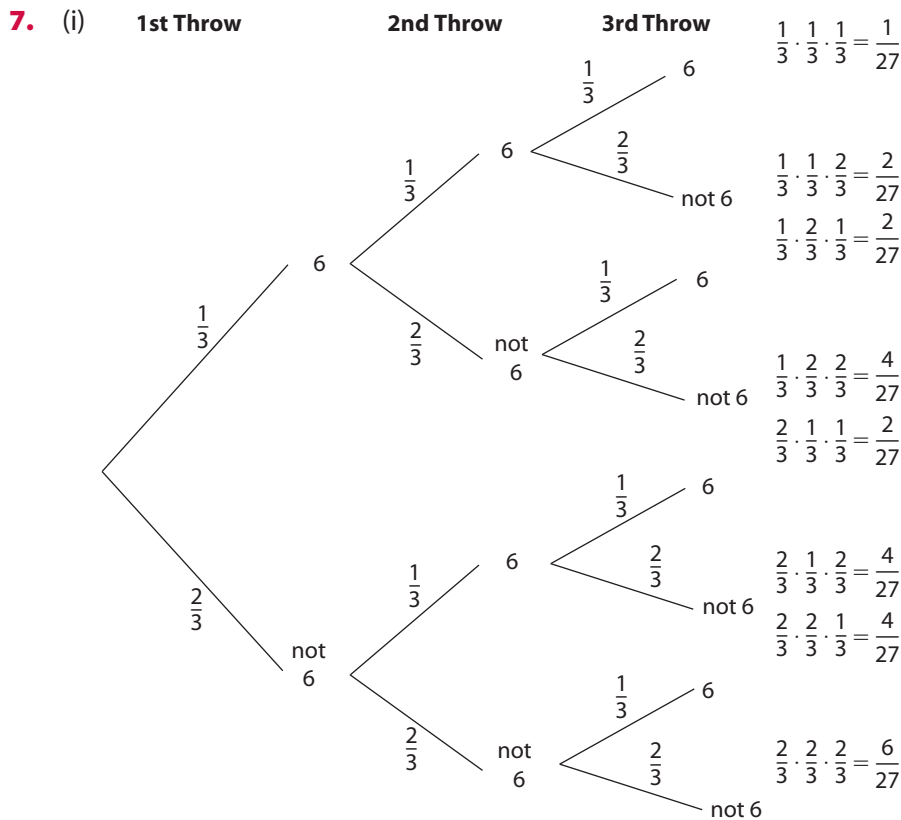 7. (i) 1st Throw 2nd Throw 3rd Throw
1/3 · 1/3 · 1/3 = 1/27
1/3 6
6
1/3
2/3
not 6
1/3 · 1/3 · 2/3 = 2/27
1/3 · 2/3 · 1/3 = 2/27
6
1/3
2/3
not
6
1/3
6
2/3
not 6
1/3 · 2/3 · 2/3 = 4/27
2/3 · 1/3 · 1/3 = 2/27
2/3
not
6
1/3
6
1/3
6
2/3
not 6
2/3 · 1/3 · 2/3 = 4/27
2/3 · 2/3 · 1/3 = 4/27
2/3
not
6
1/3
6
2/3
not 6
2/3 · 2/3 · 2/3 = 6/27